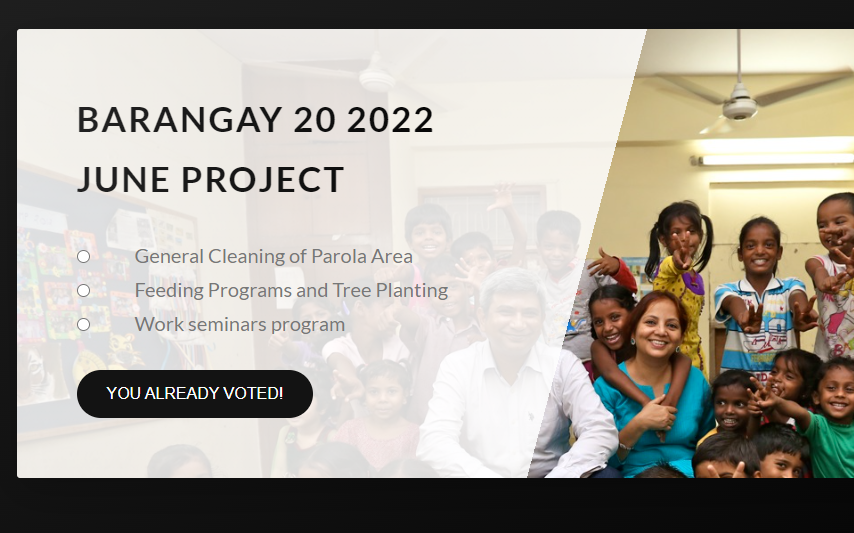 BARANGAY 20 2022
JUNE PROJECT
General Cleaning of Parola Area
Feeding Programs and Tree Planting
Work seminars program
YOU ALREADY VOTED!